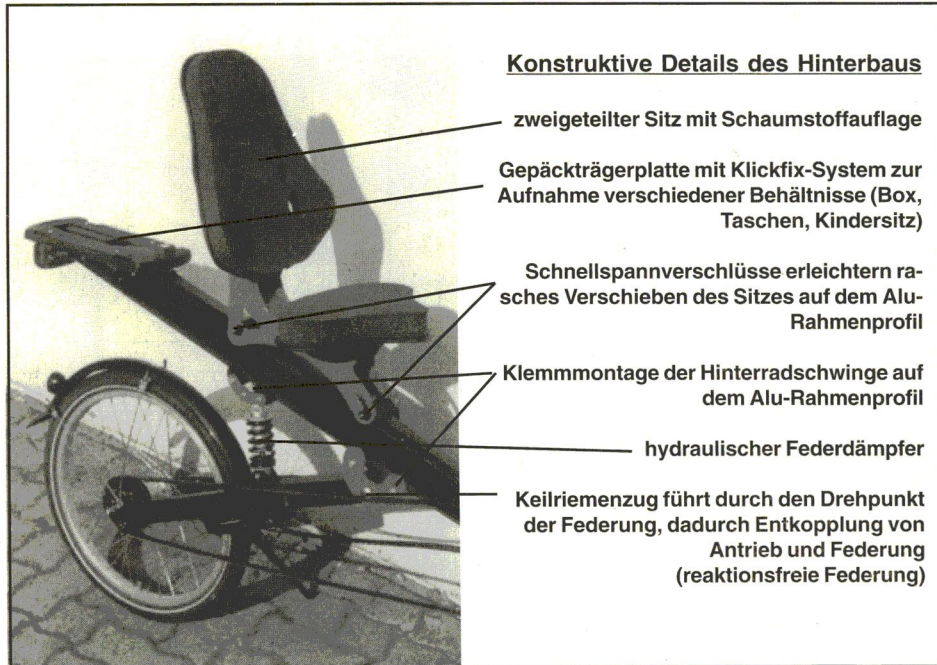 Konstruktive Details des Hinterbaus
zweigeteilter Sitz mit Schaumstoffauflage
Gepäckträgerplatte mit Klickfix-System zur
Aufnahme verschiedener Behältnisse (Box,
Taschen, Kindersitz)
Schnellspannverschlüsse erleichtern ra-
sches Verschieben des Sitzes auf dem Alu-
Rahmenprofil
Klemmmontage der Hinterradschwinge auf
dem Alu-Rahmenprofil
hydraulischer Federdämpfer
Keilriemenzug führt durch den Drehpunkt
der Federung, dadurch Entkopplung von
Antrieb und Federung
(reaktionsfreie Federung)